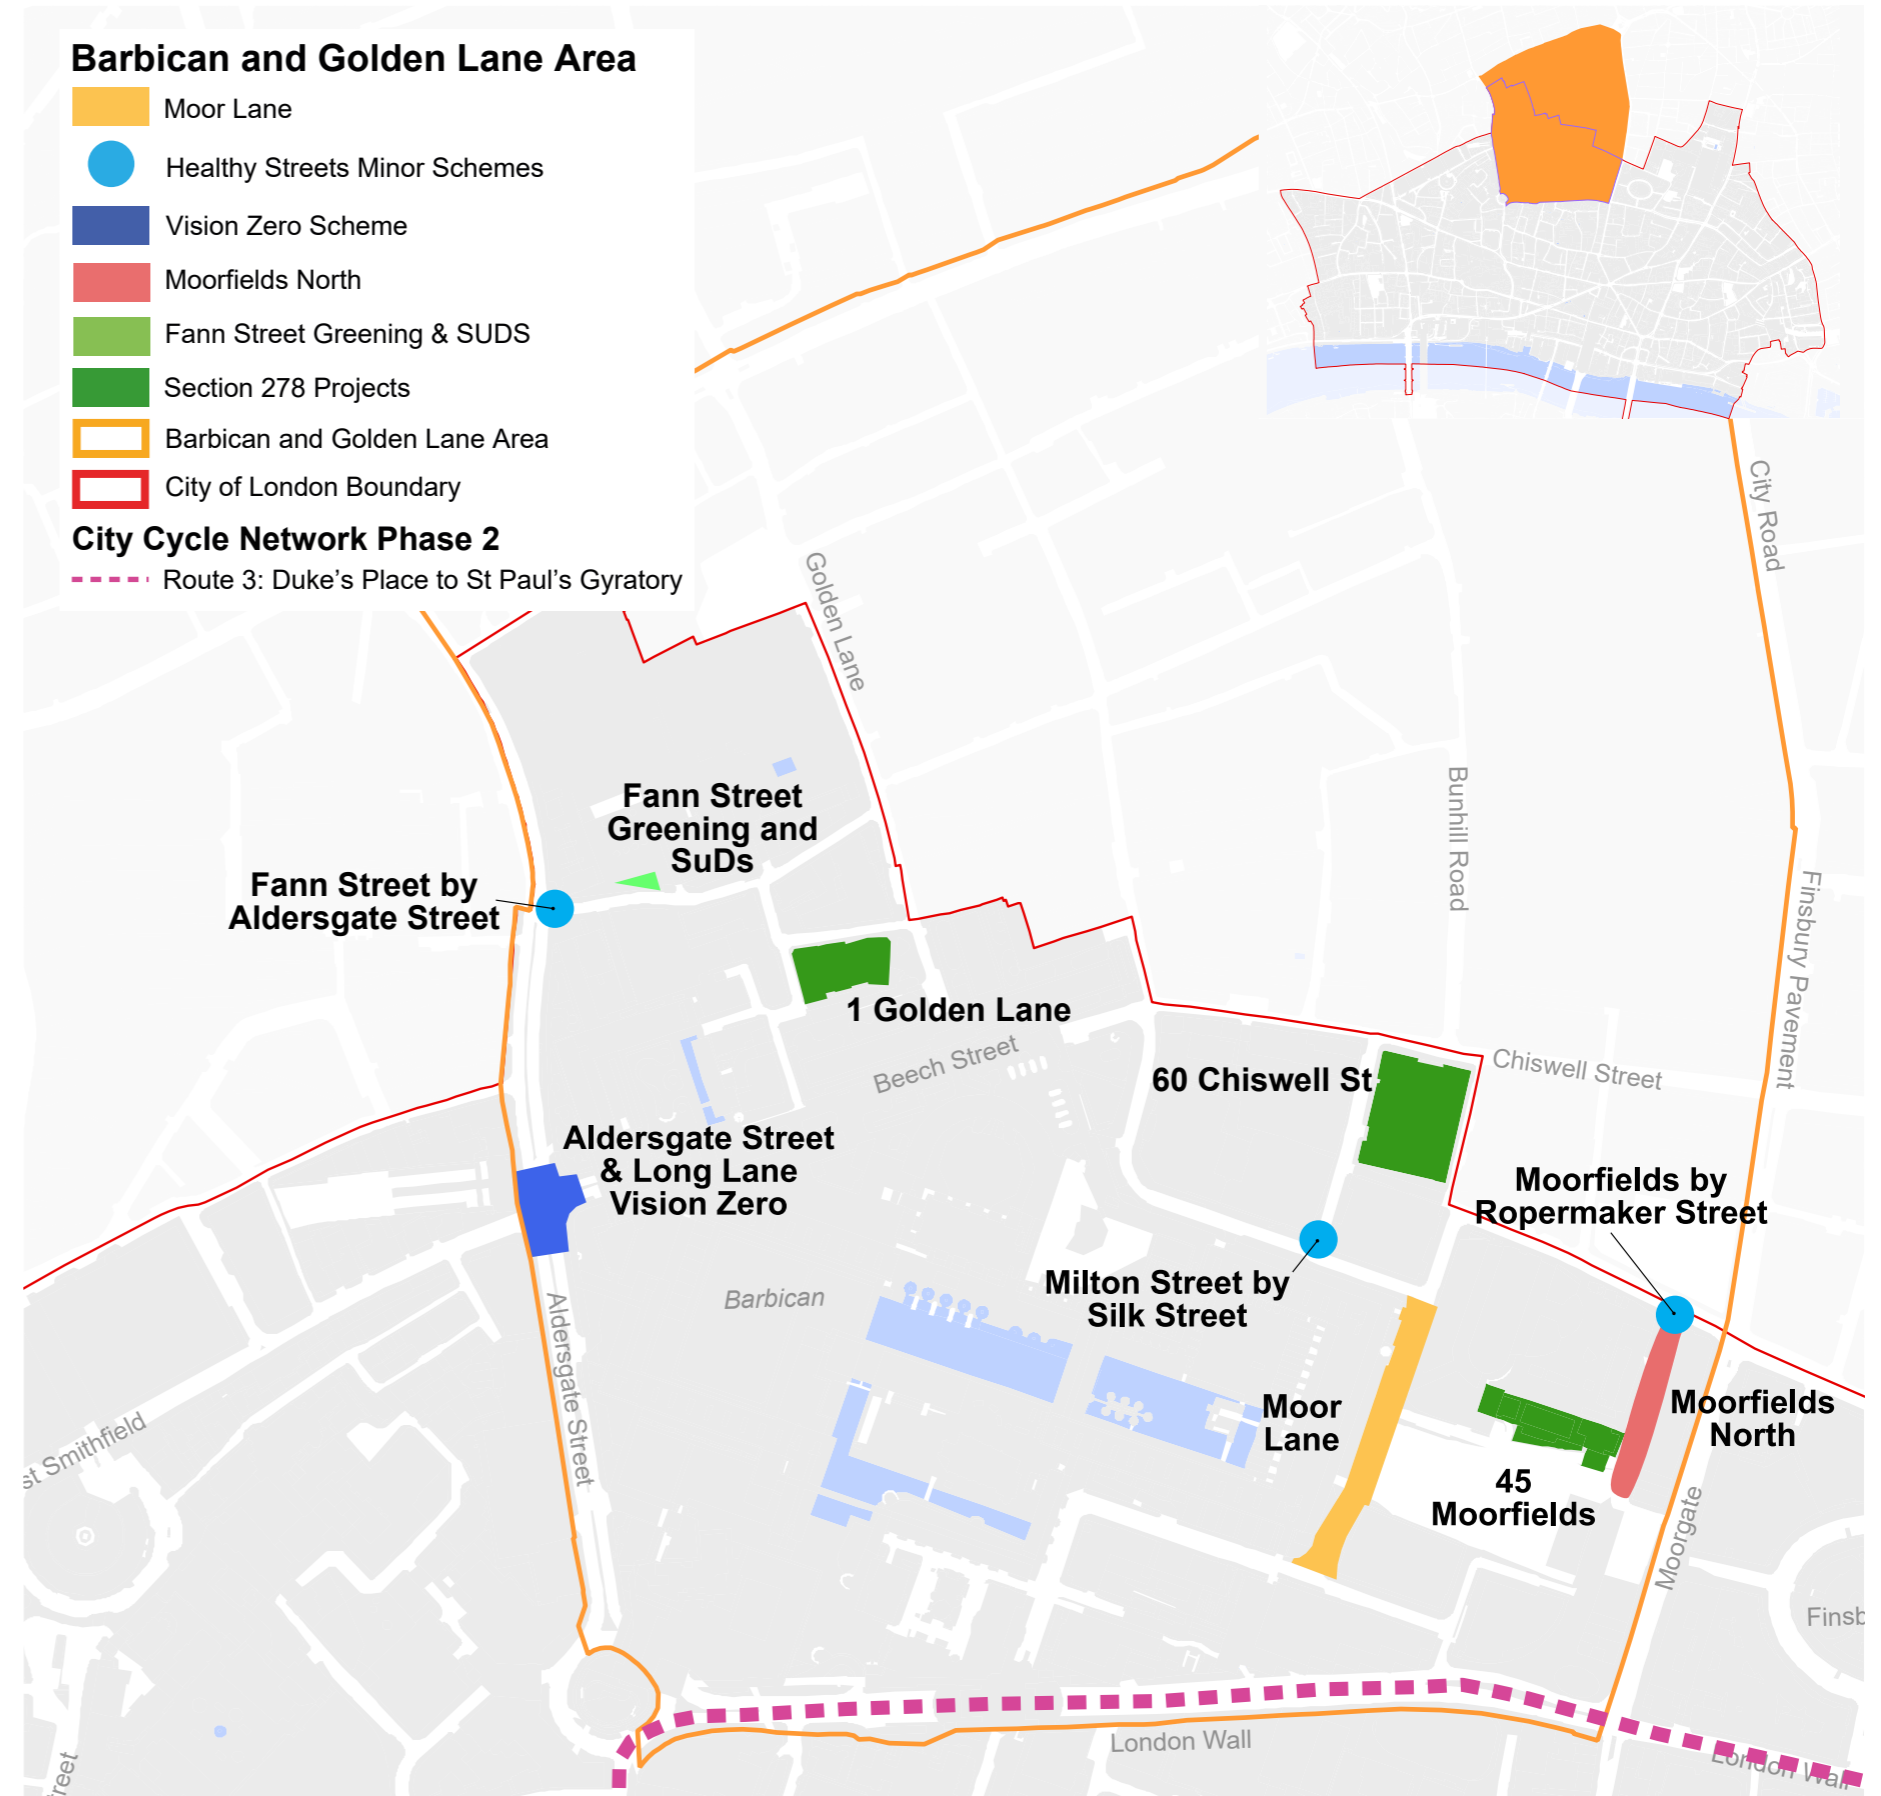 Barbican and Golden Lane Area
Moor Lane
Healthy Streets Minor Schemes
Vision Zero Scheme
Moorfields North
Fann Street Greening & SUDS
Section 278 Projects
Barbican and Golden Lane Area
City of London Boundary
City Cycle Network Phase 2
Route 3: Duke's Place to St Paul's Gyratory
City Road
Golden Lane
Bunhill Road
Fann Street
Greening and
SuDs
Fann Street by
Aldersgate Street
Finsbury Pavement
1 Golden Lane
Beech Street
60 Chiswell St
Chiswell Street
Aldersgate Street
& Long Lane
Vision Zero
Moorfields by
Ropermaker Street
Barbican
Milton Street by
Silk Street
Aldersgate Street
Moor
Lane
Moorfields
North
st Smithfield
45
Moorfields
Moorgate
Finsb
London Wall
London Wall
reet